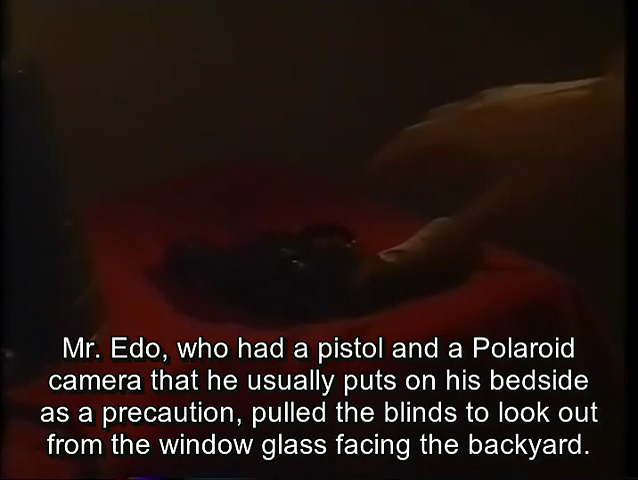 Mr. Edo, who had a pistol and a Polaroid
camera that he usually puts on his bedside
as a precaution, pulled the blinds to look out
from the window glass facing the backyard.